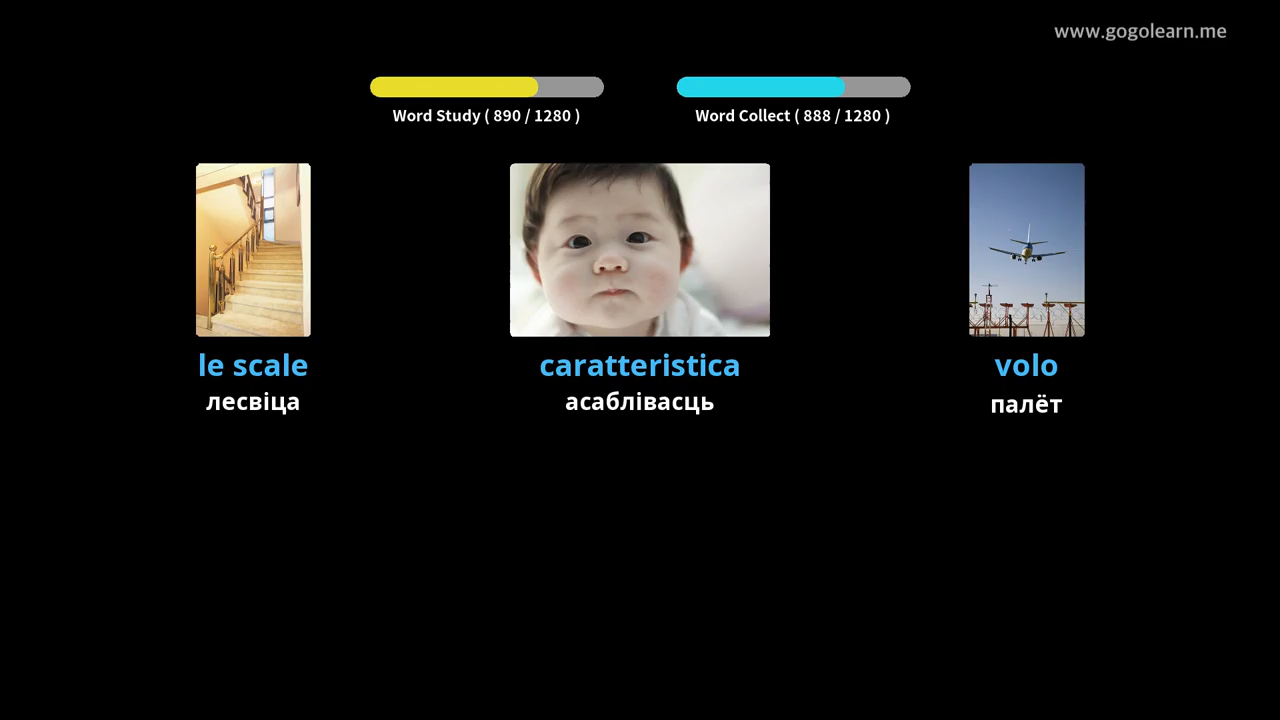 www.gogolearn.me
Word Study ( 890 / 1280 )
Word Collect ( 888 / 1280 )
le scale
лесвіца
caratteristica
асаблівасць
volo
палёт